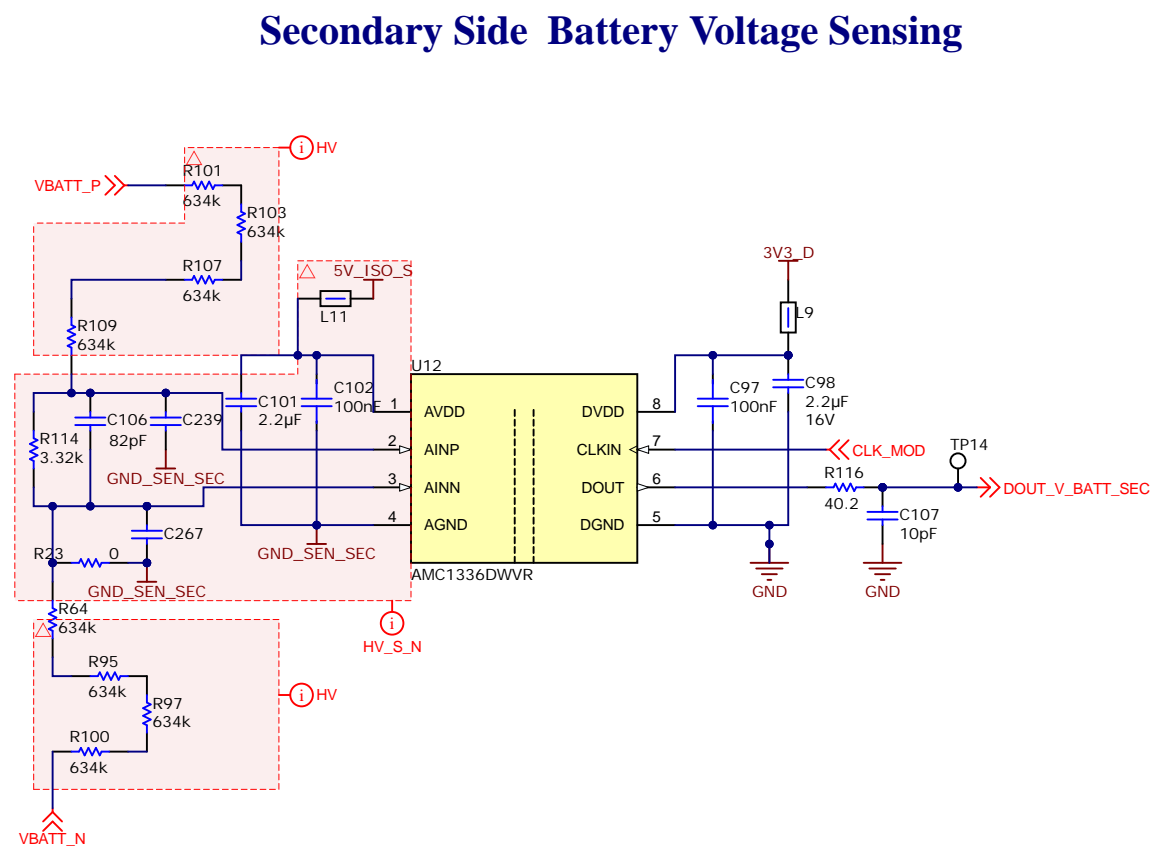 Secondary Side  Battery Voltage Sensing
i HV
R101
VBATT_P
634k
R103
634k
R107
634k
R109
634k
5V_ISO_S
L11
3V3_D
L9
U12
C101
2.2µF
C102
100nF
C106
82pF
C239
R114
3.32k
GND_SEN_SEC
1
2
3
4
AVDD
AINP
AINN
AGND
DVDD
CLKIN
DOUT
DGND
8
7
6
5
AMC1336DWVR
C97
100nF
C98
2.2µF
16V
CLK_MOD
TP14
R116
40.2
DOUT_V_BATT_SEC
C107
10pF
GND
GND
C267
R23
0
GND_SEN_SEC
GND_SEN_SEC
R64
634k
i
HV_S_N
R95
634k
R97
634k
i HV
R100
634k
VBATT_N